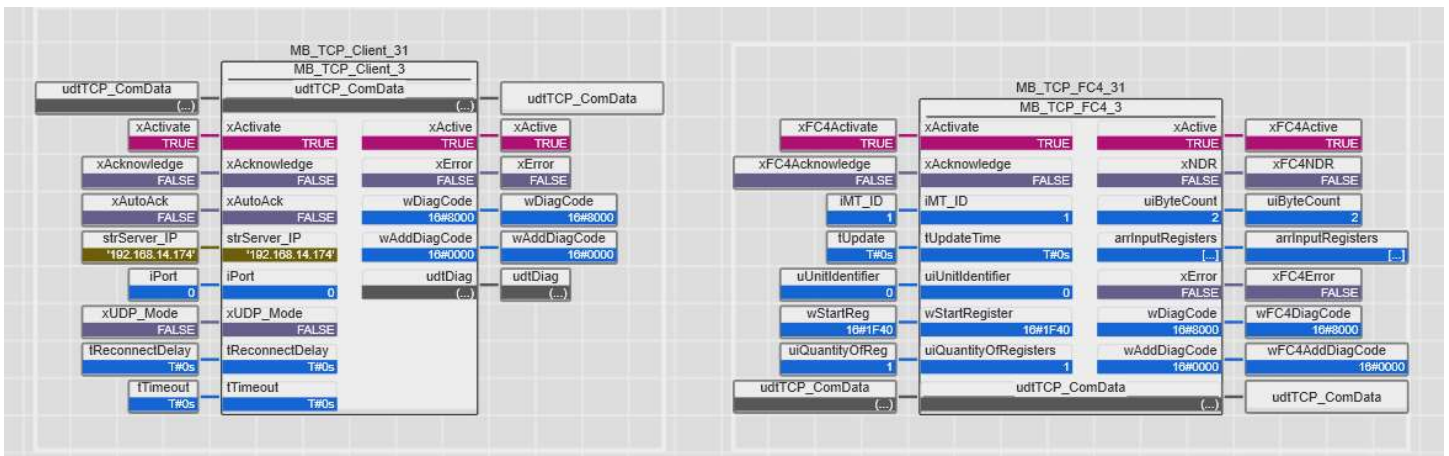 MB_TCP_Client_31
MB_TCP_Client_3
udtTCP_ComData udtTCP_ComData udtTCP_ComData
(...) (...)
xActivate xActivate xActive xActive
TRUE TRUE TRUE TRUE
xAcknowledge xAcknowledge xError xError
FALSE FALSE FALSE FALSE
xAutoAck xAutoAck wDiagCode wDiagCode
FALSE FALSE 16#8000 16#8000
strServer_IP strServer_IP wAddDiagCode wAddDiagCode
'192.168.14.174' '192.168.14.174' 16#0000 16#0000
iPort iPort udtDiag udtDiag
0 0 (...) (...)
xUDP_Mode xUDP_Mode
FALSE FALSE
tReconnectDelay tReconnectDelay
T#0s T#0s
tTimeout tTimeout
T#0s T#0s
MB_TCP_FC4_31
MB_TCP_FC4_3
xFC4Activate xActivate xActive xFC4Active
TRUE TRUE TRUE TRUE
xFC4Acknowledge xAcknowledge xNDR xFC4NDR
FALSE FALSE FALSE FALSE
iMT_ID iMT_ID uiByteCount uiByteCount
1 1 2 2
tUpdate tUpdateTime arrInputRegisters arrInputRegisters
T#0s T#0s [...] [...]
uUnitIdentifier uiUnitIdentifier xError xFC4Error
0 0 FALSE FALSE
wStartReg wStartRegister wDiagCode wFC4DiagCode
16#1F40 16#1F40 16#8000 16#8000
uiQuantityOfReg uiQuantityOfRegisters wAddDiagCode wFC4AddDiagCode
1 1 16#0000 16#0000
udtTCP_ComData udtTCP_ComData udtTCP_ComData
(...) (...)